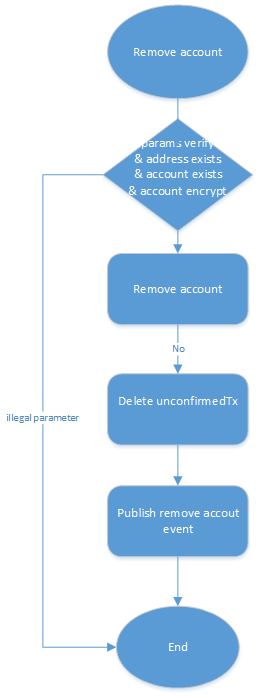 Remove account
params verify
& address exists
& account exists
& account encrypt
Remove account
No
Delete unconfirmedTx
illegal parameter
Publish remove accout
event
End